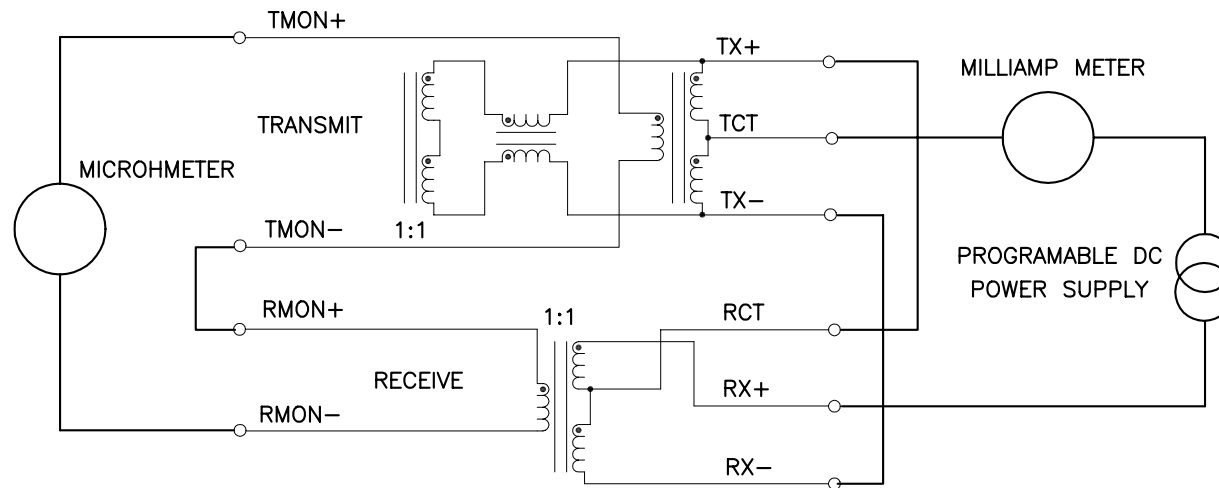 TMON+
TX+
MILLIAMP METER
TRANSMIT
TCT
MICROHMETER
TX-
1:1
TMON-
PROGRAMABLE DC
POWER SUPPLY
RMON+
1:1
RCT
RECEIVE
RX+
RMON-
RX-